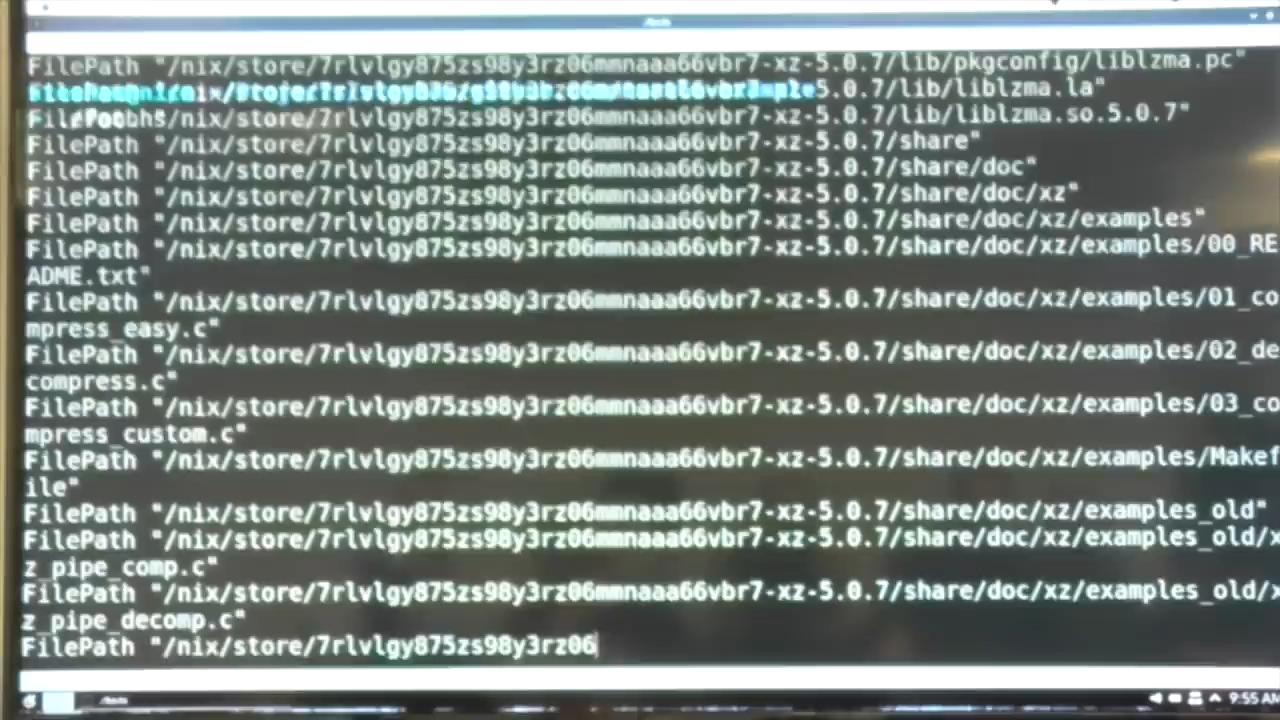 FilePath "/nix/store/7rlvlgy875zs98y3rz06mmnaaa66vbr7-xz-5.0.7/lib/pkgconfig/liblzma.pc"
5.0.7/lib/liblzma.la"
/nix/store/7rlvlgy875zs98y3rz06mmnaaa66vbr7-xz-5.0.7/lib/liblzma.so.5.0.7"
FilePath "/nix/store/7rlvlgy875zs98y3rz06mmnaaa66vbr7-xz-5.0.7/share"
FilePath "/nix/store/7rlvlgy875zs98y3rz06mmnaaa66vbr7-xz-5.0.7/share/doc"
FilePath "/nix/store/7rlvlgy875zs98y3rz06mmnaaa66vbr7-xz-5.0.7/share/doc/xz"
FilePath "/nix/store/7rlvlgy875zs98y3rz06mmnaaa66vbr7-xz-5.0.7/share/doc/xz/examples"
FilePath "/nix/store/7rlvlgy875zs98y3rz06mmnaaa66vbr7-xz-5.0.7/share/doc/xz/examples/00_RE
ADME.txt"
FilePath "/nix/store/7rlvlgy875zs98y3rz06mmnaaa66vbr7-xz-5.0.7/share/doc/xz/examples/01_co
mpress_easy.c"
FilePath "/nix/store/7rlvlgy875zs98y3rz06mmnaaa66vbr7-xz-5.0.7/share/doc/xz/examples/02_de
compress.c"
FilePath "/nix/store/7rlvlgy875zs98y3rz06mmnaaa66vbr7-xz-5.0.7/share/doc/xz/examples/03_co
mpress_custom.c"
FilePath "/nix/store/7rlvlgy875zs98y3rz06mmnaaa66vbr7-xz-5.0.7/share/doc/xz/examples/Makef
ile"
FilePath "/nix/store/7rlvlgy875zs98y3rz06mmnaaa66vbr7-xz-5.0.7/share/doc/xz/examples_old"
FilePath "/nix/store/7rlvlgy875zs98y3rz06mmnaaa66vbr7-xz-5.0.7/share/doc/xz/examples_old/x
z_pipe_comp.c"
FilePath "/nix/store/7rlvlgy875zs98y3rz06mmnaaa66vbr7-xz-5.0.7/share/doc/xz/examples_old/x
z_pipe_decomp.c"
FilePath "/nix/store/7rlvlgy875zs98y3rz06
9:55 AM